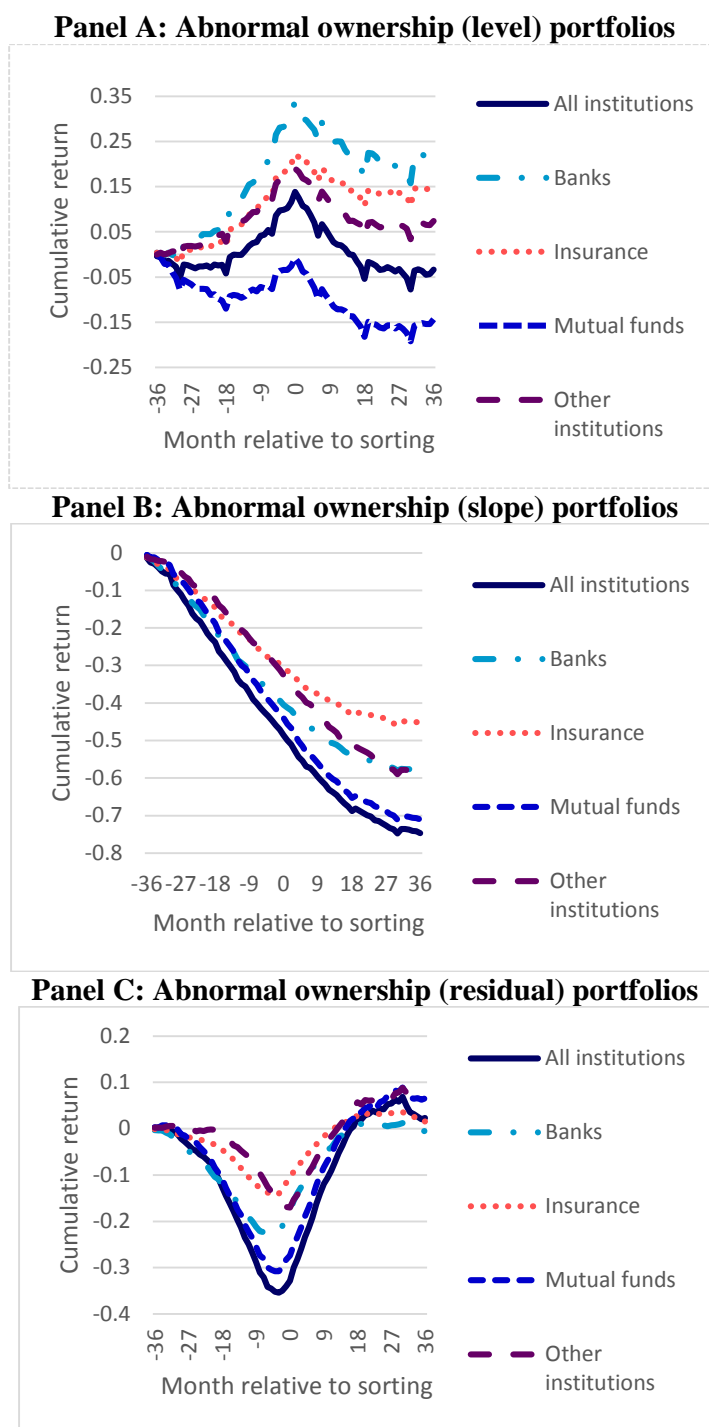 Panel A: Abnormal ownership (level) portfolios
0.35
0.25
0.15
0.05
-0.05
-0.15
-0.25
Cumulative return
-36
-27
-18
-9
0
9
18
27
36
Month relative to sorting
All institutions
Banks
Insurance
Mutual funds
Other
institutions
Panel B: Abnormal ownership (slope) portfolios
0
-0.1
-0.2
-0.3
-0.4
-0.5
-0.6
-0.7
-0.8
Cumulative return
-36 -27 -18 -9 0 9 18 27 36
Month relative to sorting
All institutions
Banks
Insurance
Mutual funds
Other
institutions
Panel C: Abnormal ownership (residual) portfolios
0.2
0.1
0
-0.1
-0.2
-0.3
-0.4
Cumulative return
-36
-27
-18
-9
0
9
18
27
36
Month relative to sorting
All institutions
Banks
Insurance
Mutual funds
Other
institutions